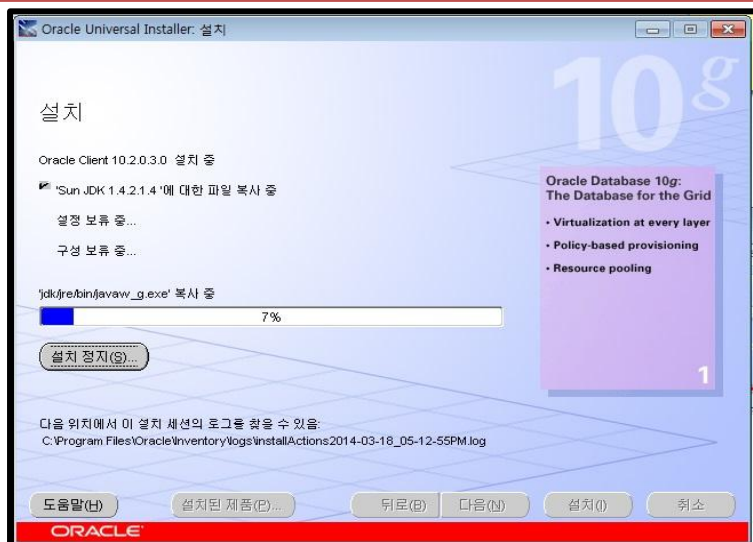 Oracle Universal Installer: 설치
10g
설치
Oracle Client 10.2.0.3.0 설치 중
'Sun JDK 1.4.2.1.4 '에 대한 파일 복사 중
설정 보류 중...
구성 보류 중...
'jdk/jre/bin/javaw_g.exe' 복사 중
7%
설치 정지(S)...
Oracle Database 10g:
The Database for the Grid
• Virtualization at every layer
• Policy-based provisioning
• Resource pooling
1
다음 위치에서 이 설치 세션의 로그를 찾을 수 있음:
C:\Program Files\Oracle\Inventory\logs\installActions2014-03-18_05-12-55PM.log
도움말(H) 설치된 제품(P)... 뒤로(B) 다음(N) 설치(I) 취소
ORACLE